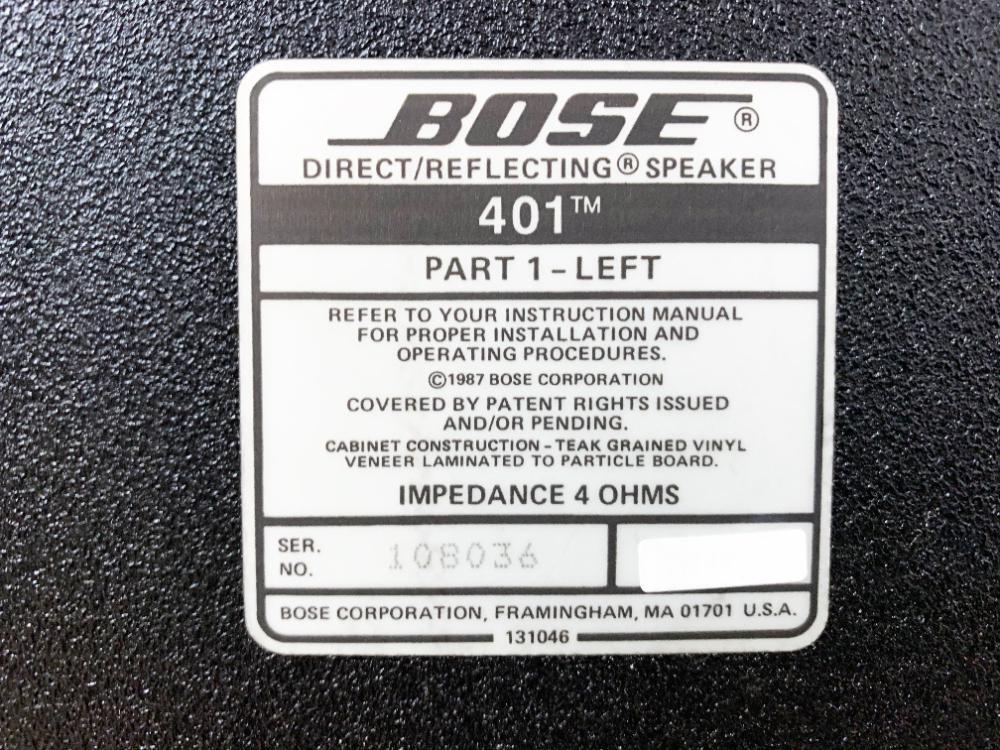 BOSE®
DIRECT/REFLECTING® SPEAKER
401™
PART 1 – LEFT
REFER TO YOUR INSTRUCTION MANUAL
FOR PROPER INSTALLATION AND
OPERATING PROCEDURES.
©1987 BOSE CORPORATION
COVERED BY PATENT RIGHTS ISSUED
AND/OR PENDING.
CABINET CONSTRUCTION – TEAK GRAINED VINYL
VENEER LAMINATED TO PARTICLE BOARD.
IMPEDANCE 4 OHMS
SER.
NO. 108036
BOSE CORPORATION, FRAMINGHAM, MA 01701 U.S.A.
131046